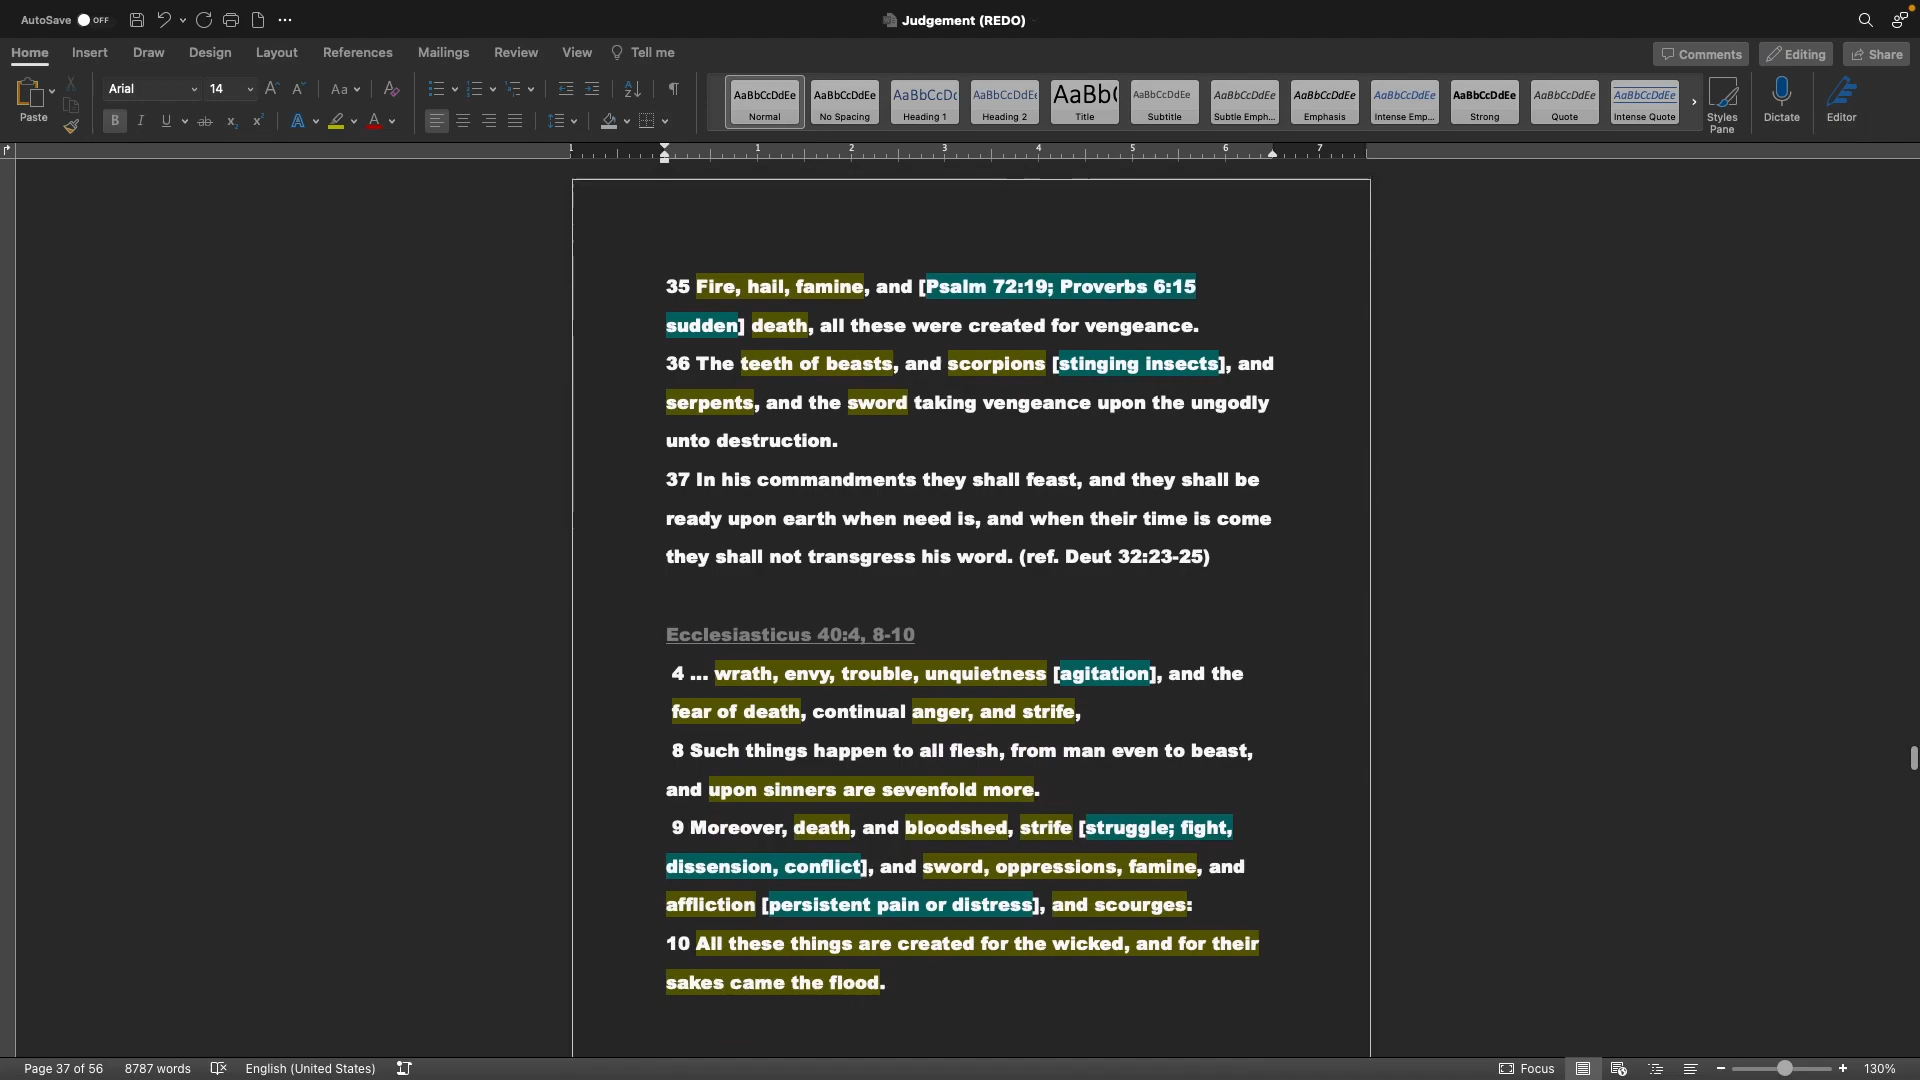 AutoSave OFF
Judgement (REDO)
Home Insert Draw Design Layout References Mailings Review View Tell me
Comments Editing Share
Paste
Arial 14
Aa
AaBbCcDdEe Normal
AaBbCcDdEe No Spacing
AaBbCcDc Heading 1
AaBbCcDdE Heading 2
AaBb( Title
AaBbCcDdEe Subtitle
AaBbCcDdEe Subtle Emph...
AaBbCcDdEe Emphasis
AaBbCcDdEe Intense Emp...
AaBbCcDdEe Strong
AaBbCcDdEe Quote
AaBbCcDdEe Intense Quote
Styles Pane
Dictate
Editor
1 1 2 3 4 5 6 7
35 Fire, hail, famine, and [Psalm 72:19; Proverbs 6:15
sudden] death, all these were created for vengeance.
36 The teeth of beasts, and scorpions [stinging insects], and
serpents, and the sword taking vengeance upon the ungodly
unto destruction.
37 In his commandments they shall feast, and they shall be
ready upon earth when need is, and when their time is come
they shall not transgress his word. (ref. Deut 32:23-25)
Ecclesiasticus 40:4, 8-10
4 ... wrath, envy, trouble, unquietness [agitation], and the
fear of death, continual anger, and strife,
8 Such things happen to all flesh, from man even to beast,
and upon sinners are sevenfold more.
9 Moreover, death, and bloodshed, strife [struggle; fight,
dissension, conflict], and sword, oppressions, famine, and
affliction [persistent pain or distress], and scourges:
10 All these things are created for the wicked, and for their
sakes came the flood.
Page 37 of 56 8787 words English (United States) Focus 130%